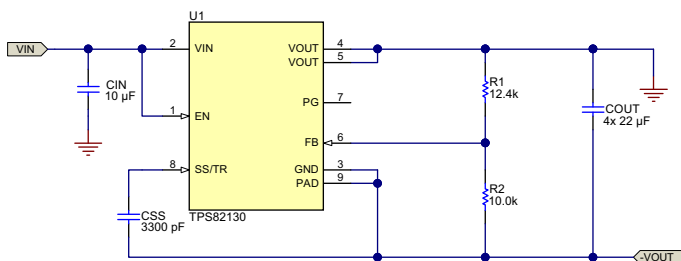 U1
VIN
2
VIN
VOUT
4
VOUT
5
CIN
10 µF
R1
12.4k
PG
7
COUT
4x 22 µF
1
EN
FB
6
8
SS/TR
GND
3
PAD
9
R2
10.0k
CSS
3300 pF
TPS82130
-VOUT